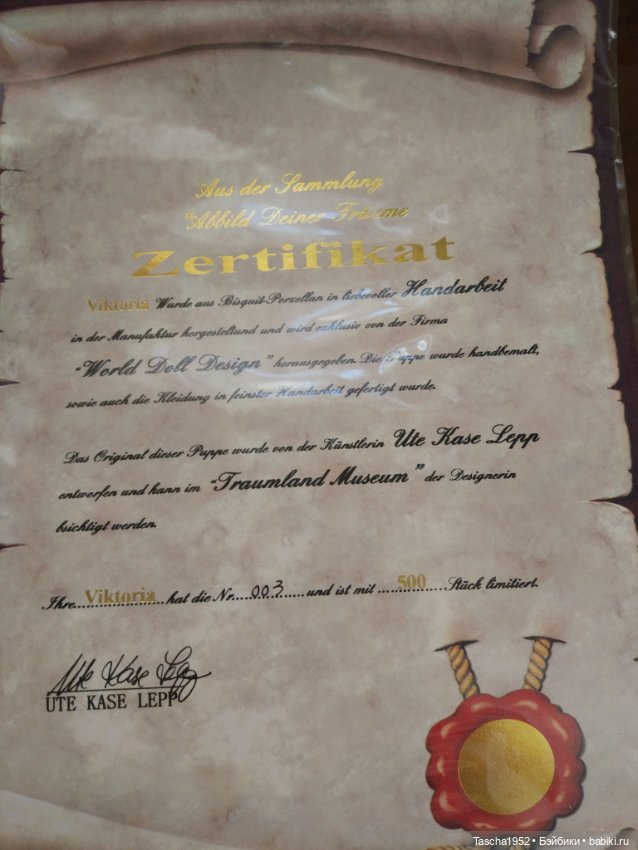 Aus der Sammlung
"Abbild Deiner Träume
Zertifikat
Viktoria Wurde aus Bisquit-Porzellan in liebevoller Handarbeit
in der Manufaktur hergestelltund und wird exklusiv von der Firma
"World Doll Design" herausgegeben. Die Puppe wurde handbemalt,
sowie auch die Kleidung in feinster Handarbeit gefertigt wurde.
Das Original dieser Puppe wurde von der Künstlerin Ute Kase Lepp
entworfen und kann im "Traumland Museum" der Designerin
bsichtigt werden.
Ihre....Viktoria....hat die Nr....003......und ist mit ....500....Stück limitiert.
Ute Kase Lepp
UTE KASE LEPP
Tascha1952 • Бэйбики • babiki.ru